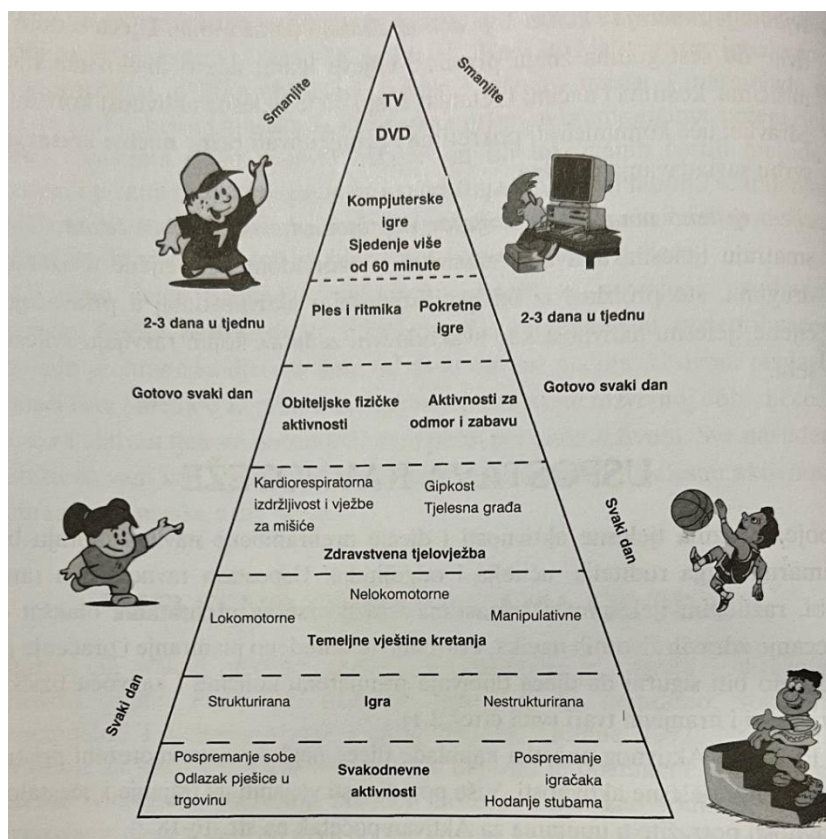 Smanjite
Smanjite
TV
DVD
Kompjuterske
igre
Sjedenje više
od 60 minute
2-3 dana u tjednu
Ples i ritmika
Pokretne
igre
2-3 dana u tjednu
Gotovo svaki dan
Obiteljske fizičke
aktivnosti
Aktivnosti za
odmor i zabavu
Gotovo svaki dan
Kardiorespiratorna
izdržljivost i vježbe
za mišiće
Gipkost
Tjelesna građa
Zdravstvena tjelovježba
Svaki dan
Nelokomotorne
Lokomotorne
Manipulativne
Temeljne vještine kretanja
Svaki dan
Strukturirana
Igra
Nestrukturirana
Pospremanje sobe
Odlazak pješice u
trgovinu
Svakodnevne
aktivnosti
Pospremanje
igračaka
Hodanje stubama
7